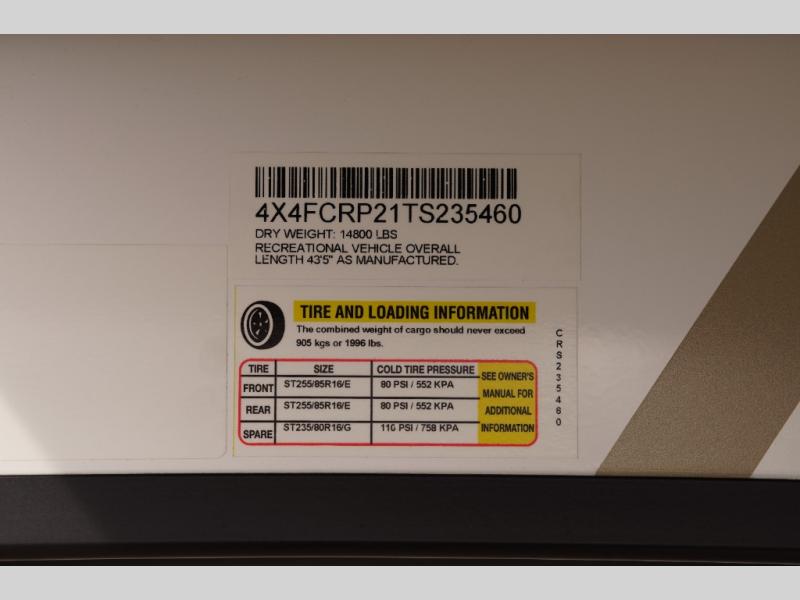 4X4FCRP21TS235460
DRY WEIGHT: 14800 LBS
RECREATIONAL VEHICLE OVERALL
LENGTH 43'5" AS MANUFACTURED.
TIRE AND LOADING INFORMATION
The combined weight of cargo should never exceed
905 kgs or 1996 lbs.
TIRE SIZE COLD TIRE PRESSURE
FRONT ST255/85R16/E 80 PSI / 552 KPA
REAR ST255/85R16/E 80 PSI / 552 KPA
SPARE ST235/80R16/G 110 PSI / 758 KPA
SEE OWNER'S
MANUAL FOR
ADDITIONAL
INFORMATION
CRS235460